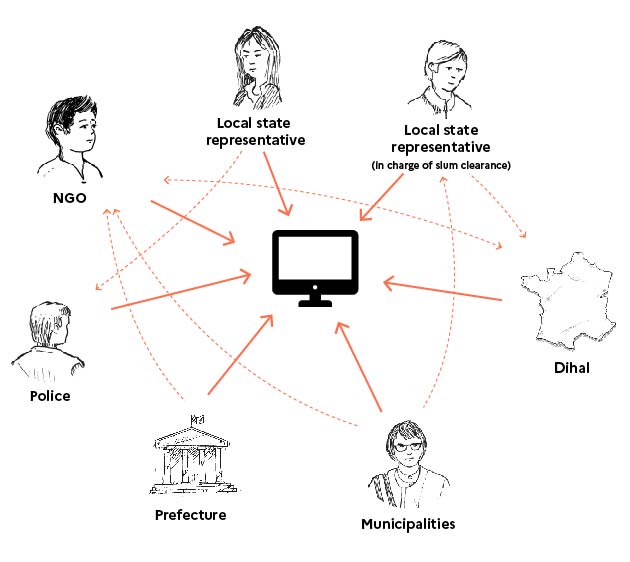 Local state
representative
Local state
representative
(in charge of slum clearance)
NGO
Dihal
Police
Prefecture
Municipalities